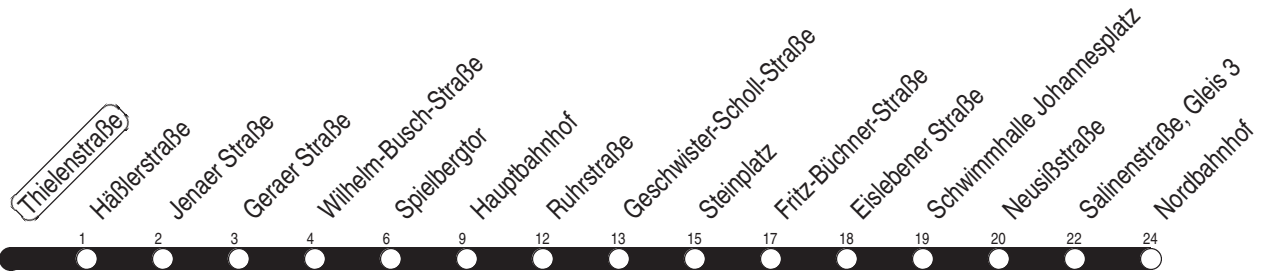 Thielenstraße
Häßlerstraße
Jenaer Straße
Geraer Straße
Wilhelm-Busch-Straße
Spielbergtor
Hauptbahnhof
Ruhrstraße
Geschwister-Scholl-Straße
Steinplatz
Fritz-Büchner-Straße
Eislebener Straße
Schwimmhalle Johannesplatz
Neusißstraße
Salinenstraße, Gleis 3
Nordbahnhof
1 2 3 4 6 9 12 13 15 17 18 19 20 22 24